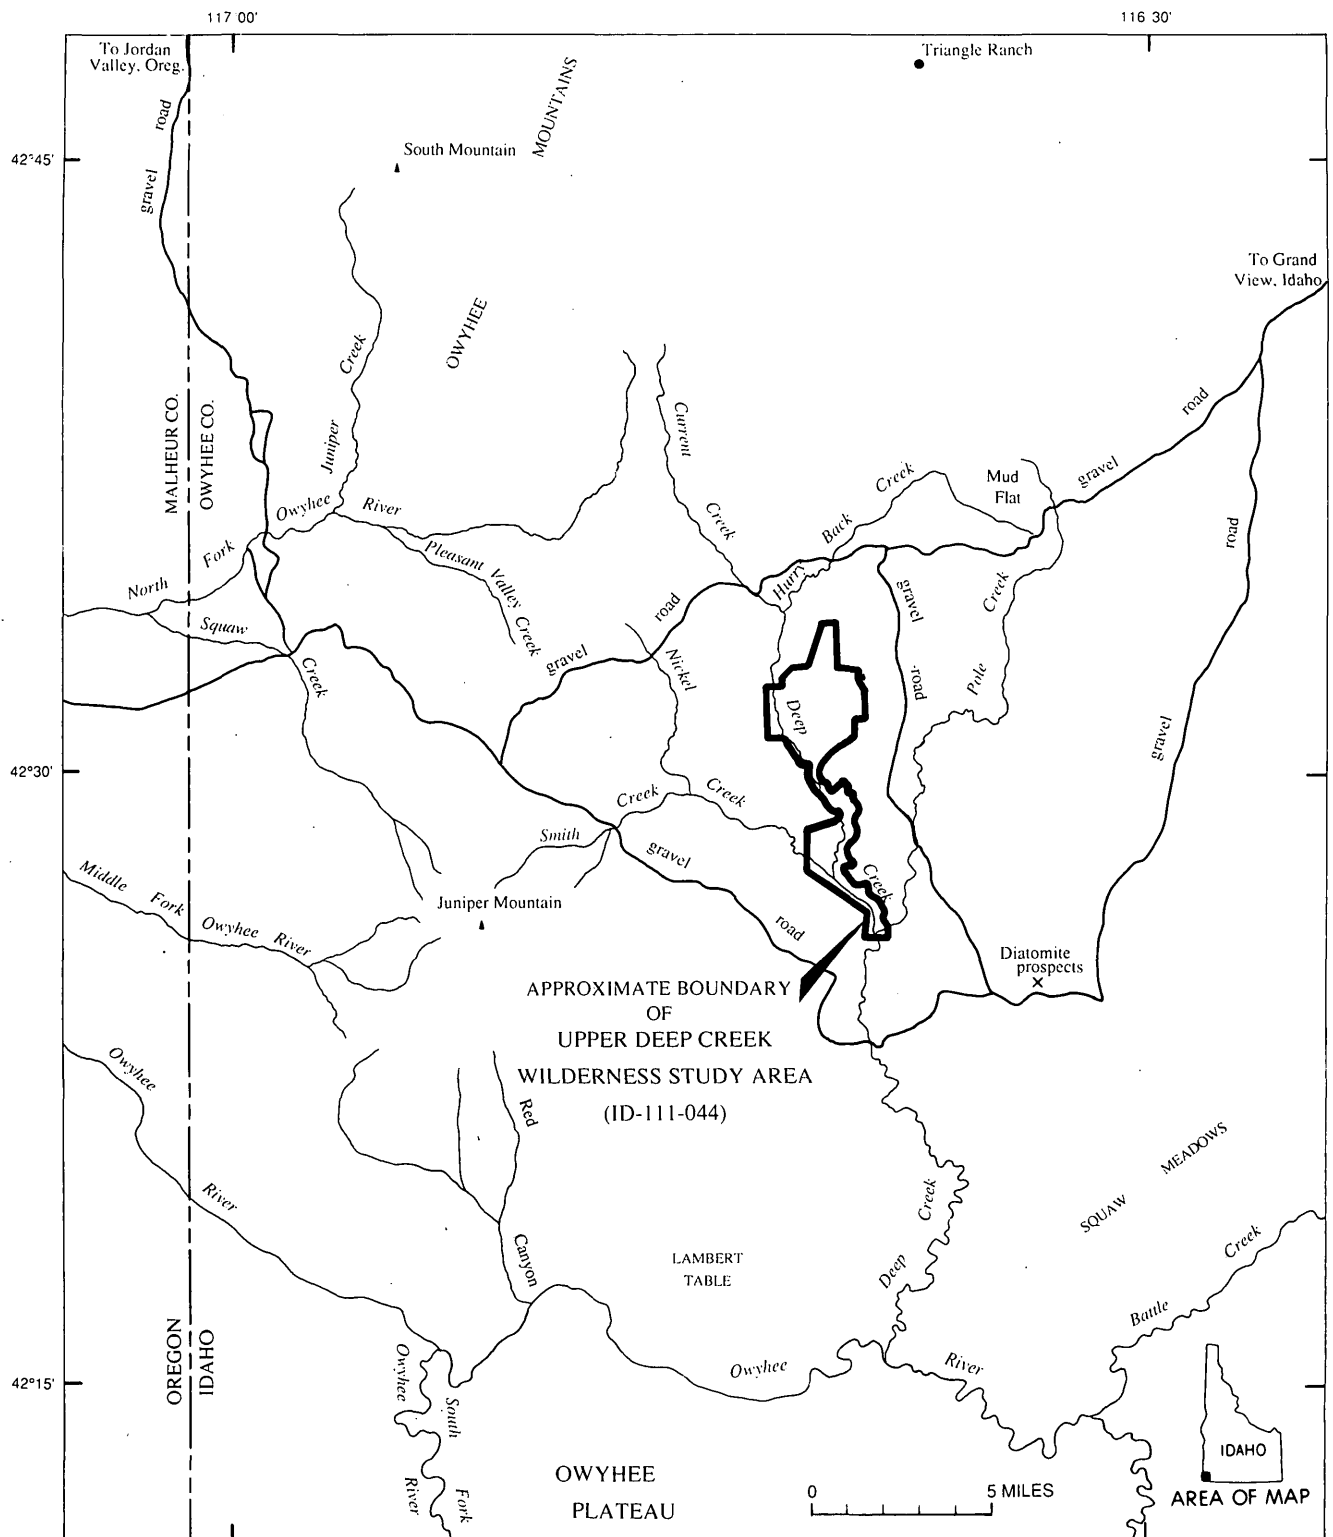 117°00'
116°30'
To Jordan
Valley, Oreg.
Triangle Ranch
road
MOUNTAINS
South Mountain
42°45'
gravel
To Grand
View, Idaho
OWYHEE
Creek
road
MALHEUR CO.
OWYHEE CO.
Juniper
Current
Creek
Mud
Flat
gravel
Owyhee
River
Creek
Back
road
Fork
Pleasant Valley
Creek
North
Hurry
gravel
Creek
Squaw
road
gravel
Creek
Nickel
road
Pole
Deep
gravel
42°30'
Creek
Creek
Smith
gravel
Creek
Middle
Fork
Owyhee
River
Juniper Mountain
road
Diatomite
prospects
APPROXIMATE BOUNDARY
OF
UPPER DEEP CREEK
WILDERNESS STUDY AREA
(ID-111-044)
Owyhee
Red
MEADOWS
River
Creek
SQUAW
Canyon
LAMBERT
TABLE
Deep
Creek
Battle
OREGON
IDAHO
Owyhee
River
42°15'
Owyhee
South
IDAHO
OWYHEE
PLATEAU
River
Fork
0 5 MILES
AREA OF MAP